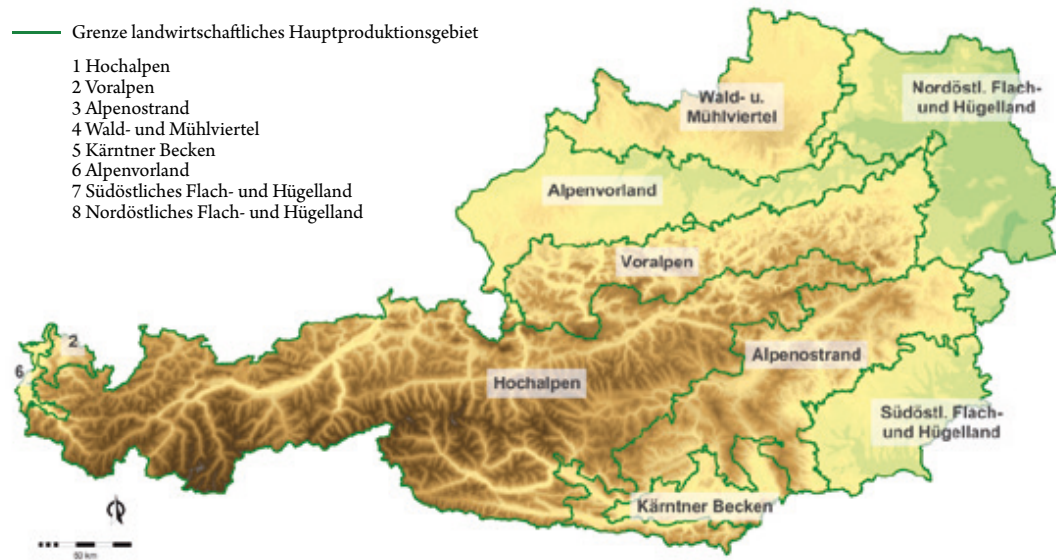 Grenze landwirtschaftliches Hauptproduktionsgebiet
1 Hochalpen
2 Voralpen
3 Alpenostrand
4 Wald- und Mühlviertel
5 Kärntner Becken
6 Alpenvorland
7 Südöstliches Flach- und Hügelland
8 Nordöstliches Flach- und Hügelland
Wald- u.
Mühlviertel
Nordöstl. Flach-
und Hügelland
Alpenvorland
Voralpen
2
6
Hochalpen
Alpenostrand
Südöstl. Flach-
und Hügelland
Kärntner Becken
50 km